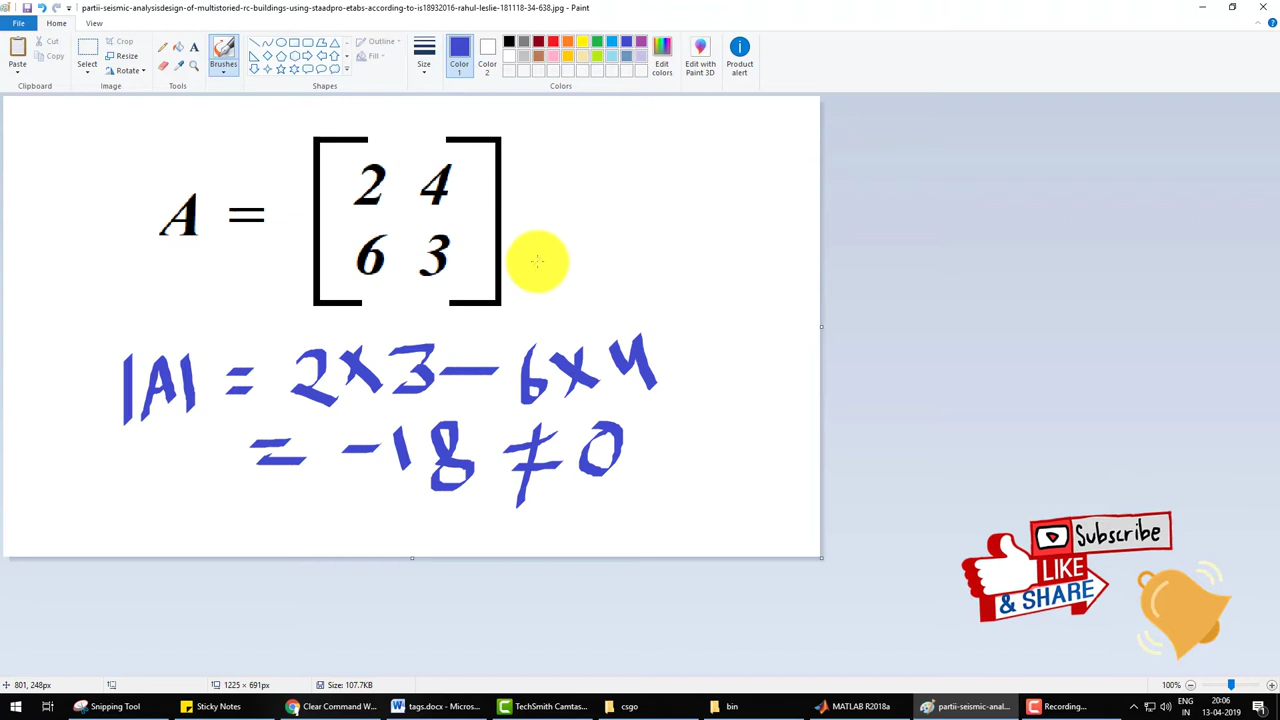 partii-seismic-analysisdesign-of-multistoried-rc-buildings-using-staadpro-etabs-according-to-is18932016-rahul-leslie-181118-34-638.jpg - Paint
File Home View
Paste
Cut
Copy
Clipboard
Select
Crop
Resize
Rotate
Image
Tools
Brushes
Outline
Fill
Shapes
Size
Color 1
Color 2
Edit colors
Colors
Edit with Paint 3D
Product alert
A = [ 2 4
6 3 ]
|A| = 2×3 – 6×4
= -18 ≠ 0
Subscribe
LIKE
& SHARE
801, 248px 1225 × 691px Size: 107.7KB 100%
Snipping Tool Sticky Notes Clear Command W... tags.docx - Micros... TechSmith Camtas... csgo bin MATLAB R2018a partii-seismic-anal... Recording... ENG IN 20:06 13-04-2019